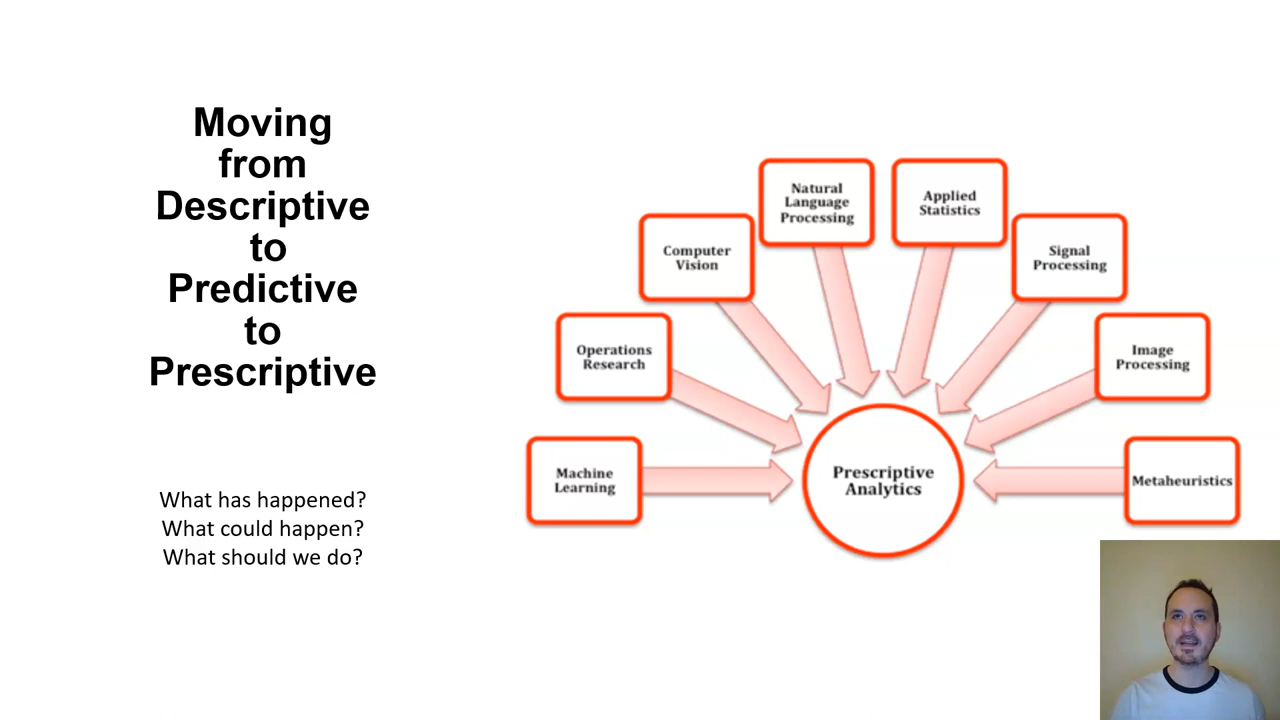 Moving
from
Descriptive
to
Predictive
to
Prescriptive
What has happened?
What could happen?
What should we do?
Natural
Language
Processing
Applied
Statistics
Computer
Vision
Signal
Processing
Operations
Research
Image
Processing
Machine
Learning
Prescriptive
Analytics
Metaheuristics